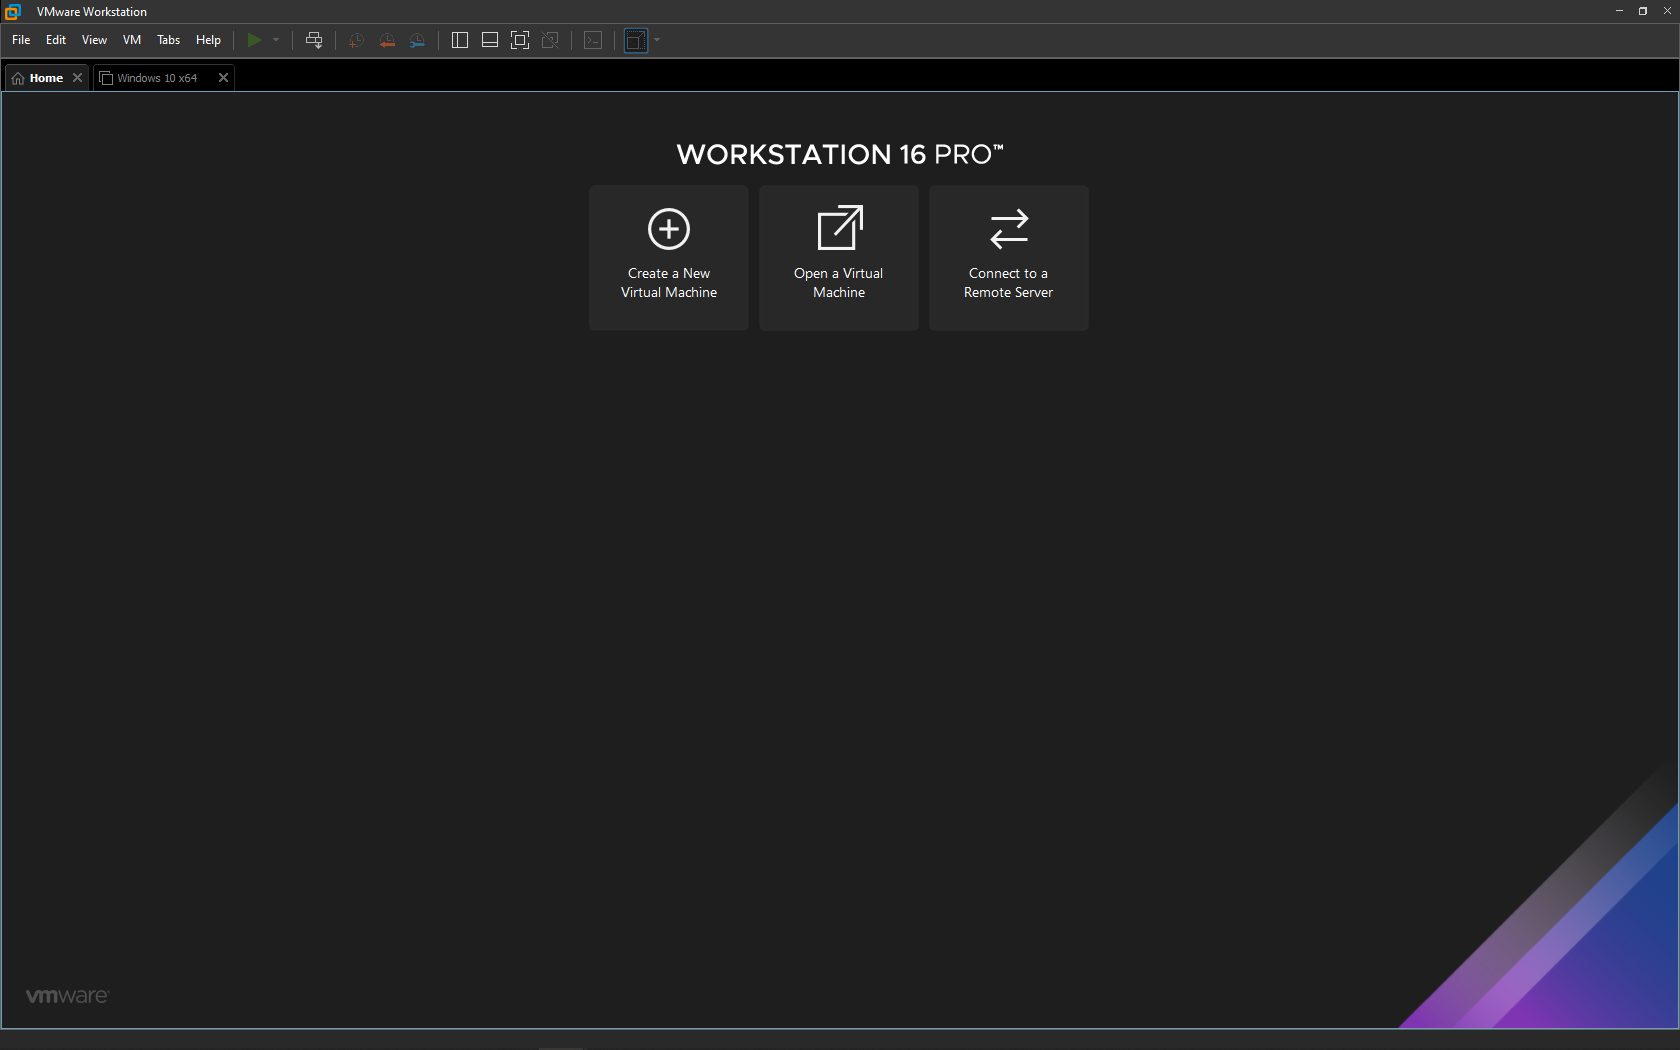 VMware Workstation
File Edit View VM Tabs Help
Home Windows 10 x64
WORKSTATION 16 PRO™
Create a New
Virtual Machine
Open a Virtual
Machine
Connect to a
Remote Server
vmware